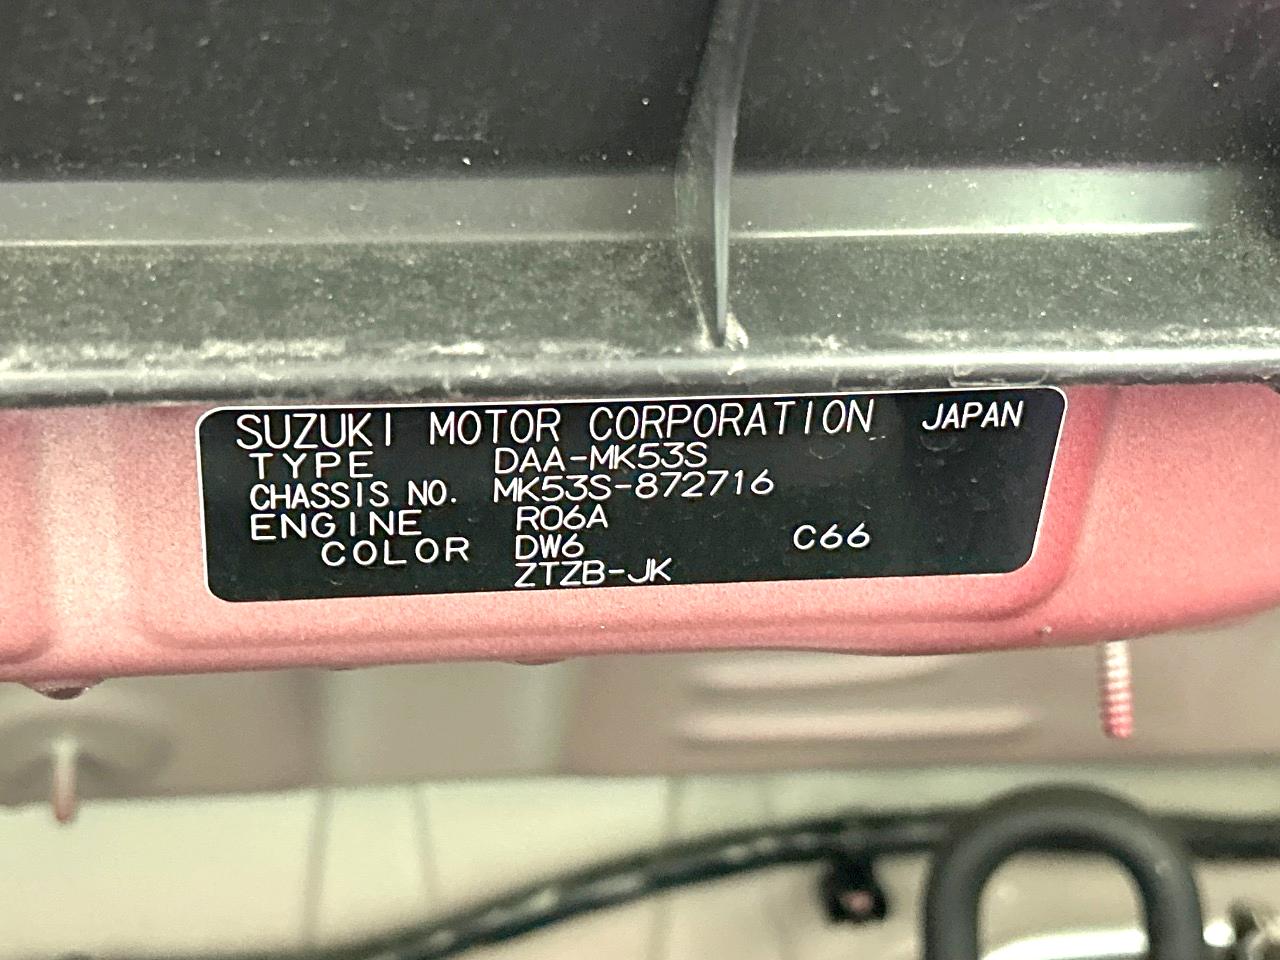 SUZUKI MOTOR CORPORATION JAPAN
TYPE DAA-MK53S
CHASSIS NO. MK53S-872716
ENGINE R06A
COLOR DW6 C66
ZTZB-JK